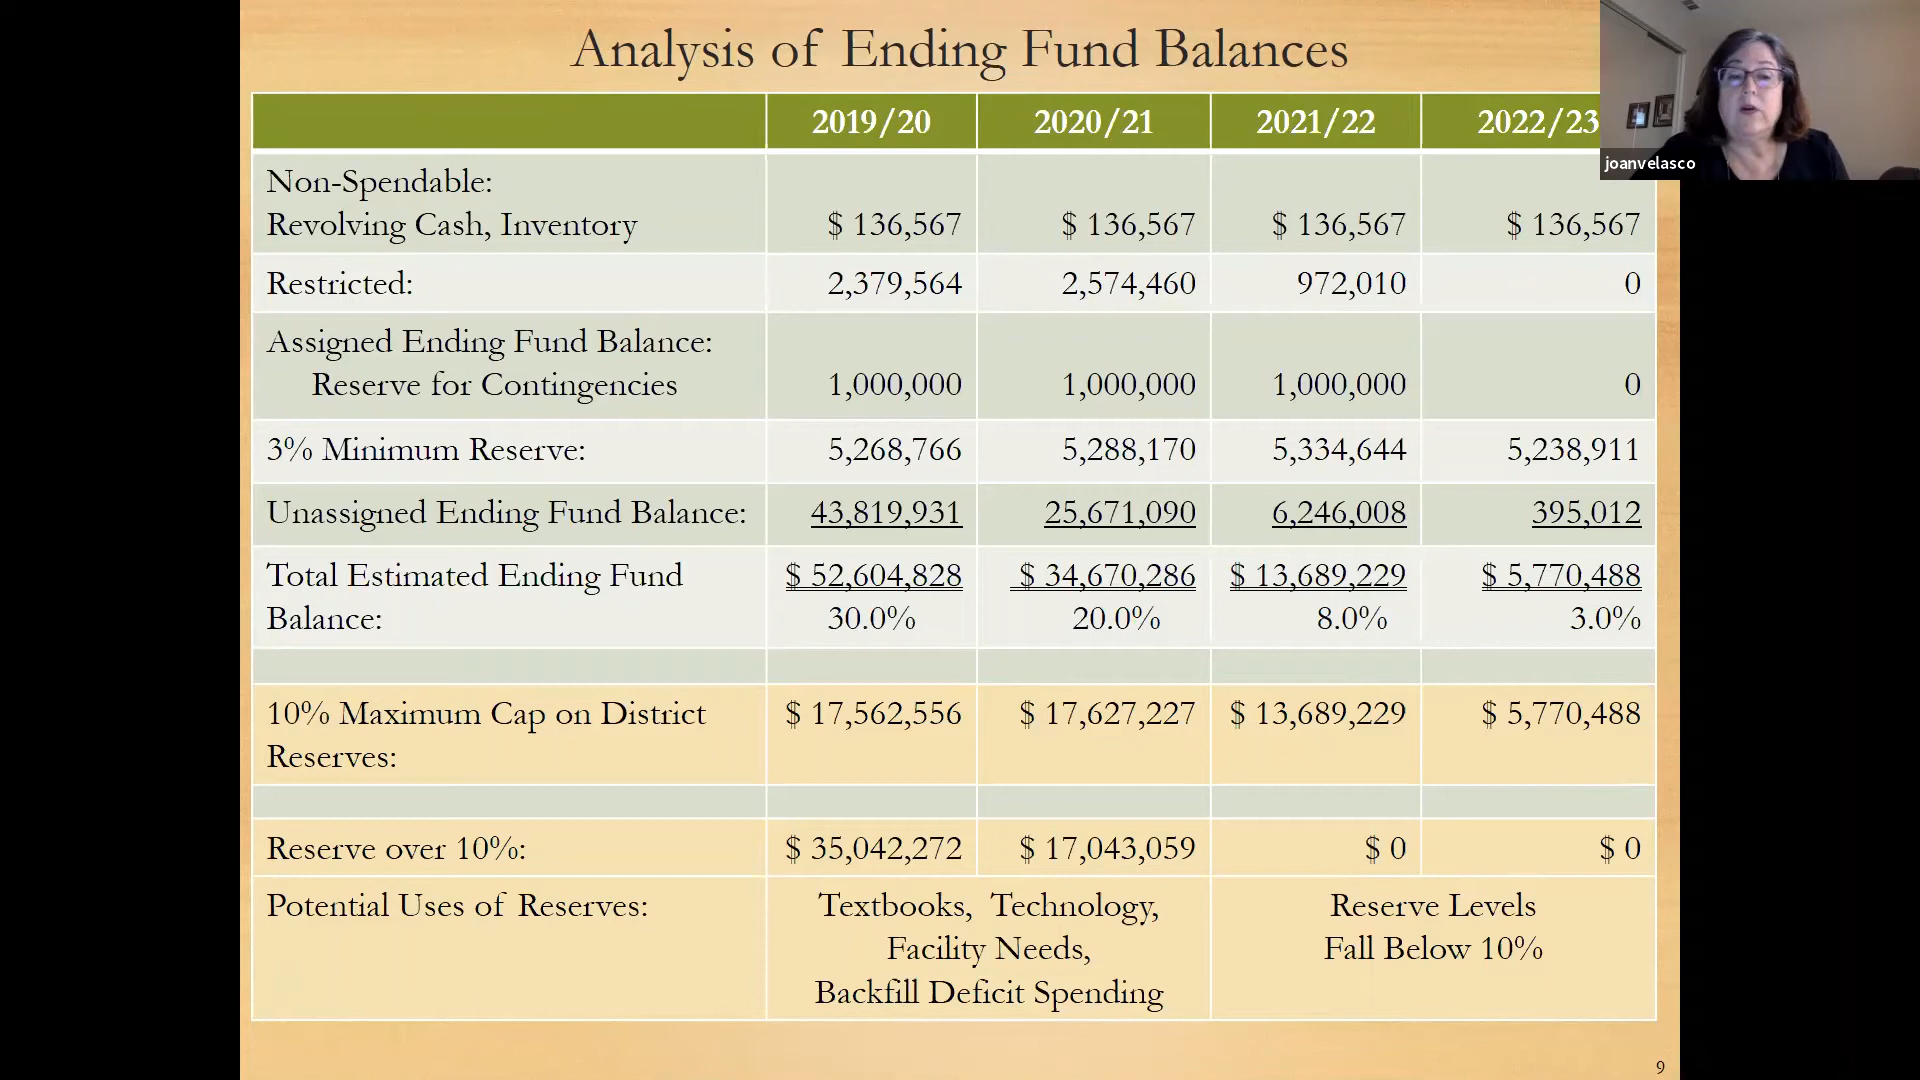 Analysis of Ending Fund Balances
2019/20 2020/21 2021/22 2022/23
joanvelasco
Non-Spendable:
Revolving Cash, Inventory $ 136,567 $ 136,567 $ 136,567 $ 136,567
Restricted: 2,379,564 2,574,460 972,010 0
Assigned Ending Fund Balance:
Reserve for Contingencies 1,000,000 1,000,000 1,000,000 0
3% Minimum Reserve: 5,268,766 5,288,170 5,334,644 5,238,911
Unassigned Ending Fund Balance: 43,819,931 25,671,090 6,246,008 395,012
Total Estimated Ending Fund $ 52,604,828 $ 34,670,286 $ 13,689,229 $ 5,770,488
Balance: 30.0% 20.0% 8.0% 3.0%
10% Maximum Cap on District $ 17,562,556 $ 17,627,227 $ 13,689,229 $ 5,770,488
Reserves:
Reserve over 10%: $ 35,042,272 $ 17,043,059 $ 0 $ 0
Potential Uses of Reserves: Textbooks, Technology, Reserve Levels
Facility Needs, Fall Below 10%
Backfill Deficit Spending
9